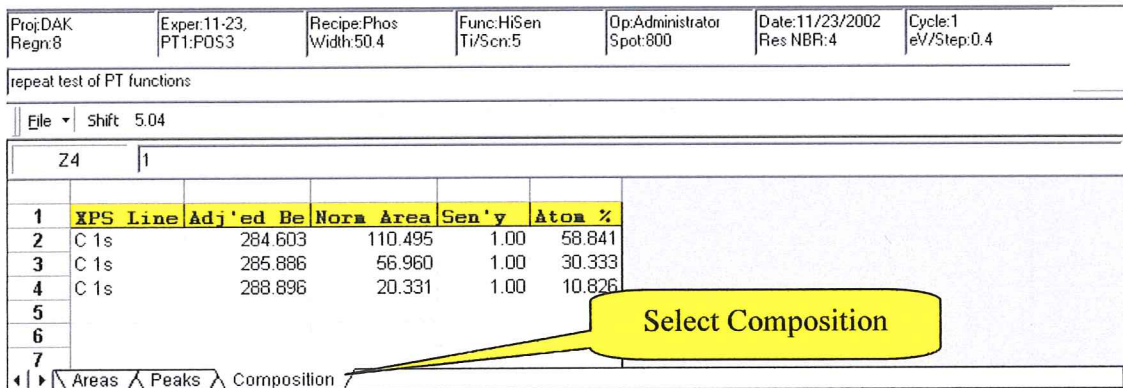 Proj:DAK Exper:11-23, Recipe:Phos Func:HiSen Op:Administrator Date:11/23/2002 Cycle:1
Regn:8 PT1:POS3 Width:50.4 Ti/Scn:5 Spot:800 Res NBR:4 eV/Step:0.4
repeat test of PT functions
File Shift 5.04
Z4 1
1 XPS Line Adj'ed Be Norm Area Sen'y Atom %
2 C 1s 284.603 110.495 1.00 58.841
3 C 1s 285.886 56.960 1.00 30.333
4 C 1s 288.896 20.331 1.00 10.826
5
6
7
Select Composition
Areas Peaks Composition